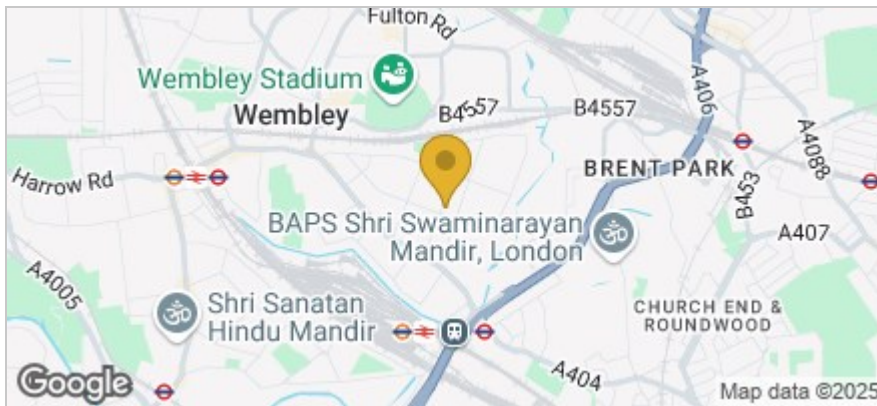 Fulton Rd
Wembley Stadium
Wembley
B4557
B4557
A406
A4088
Harrow Rd
BRENT PARK
B453
BAPS Shri Swaminarayan
Mandir, London
A407
A4005
Shri Sanatan
Hindu Mandir
CHURCH END &
ROUNDWOOD
A404
Google
Map data ©2025